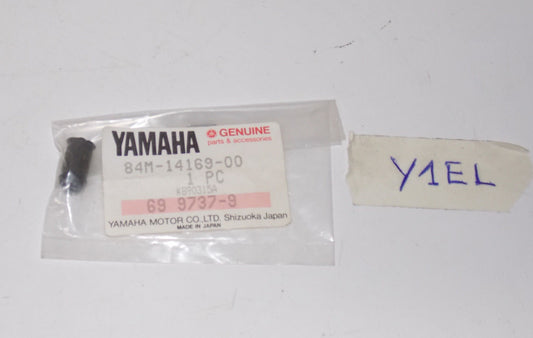 YAMAHA GENUINE
parts & accessories
84M-14169-00
1 PC
KB90315A
69 9737-9
YAMAHA MOTOR CO.,LTD. Shizuoka Japan
MADE IN JAPAN
Y1EL